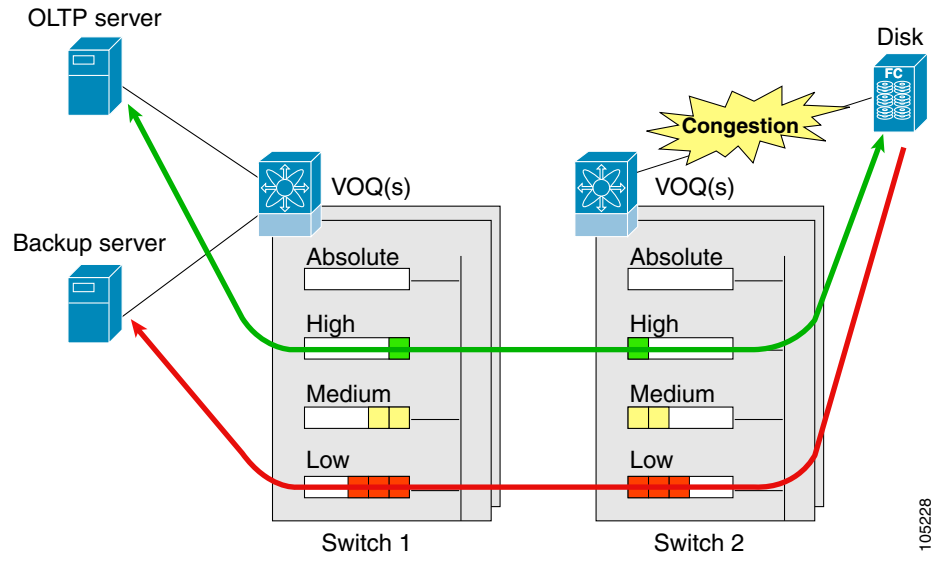 OLTP server
Disk
FC
Congestion
VOQ(s)
VOQ(s)
Backup server
Absolute
Absolute
High
High
Medium
Medium
Low
Low
Switch 1
Switch 2
105228